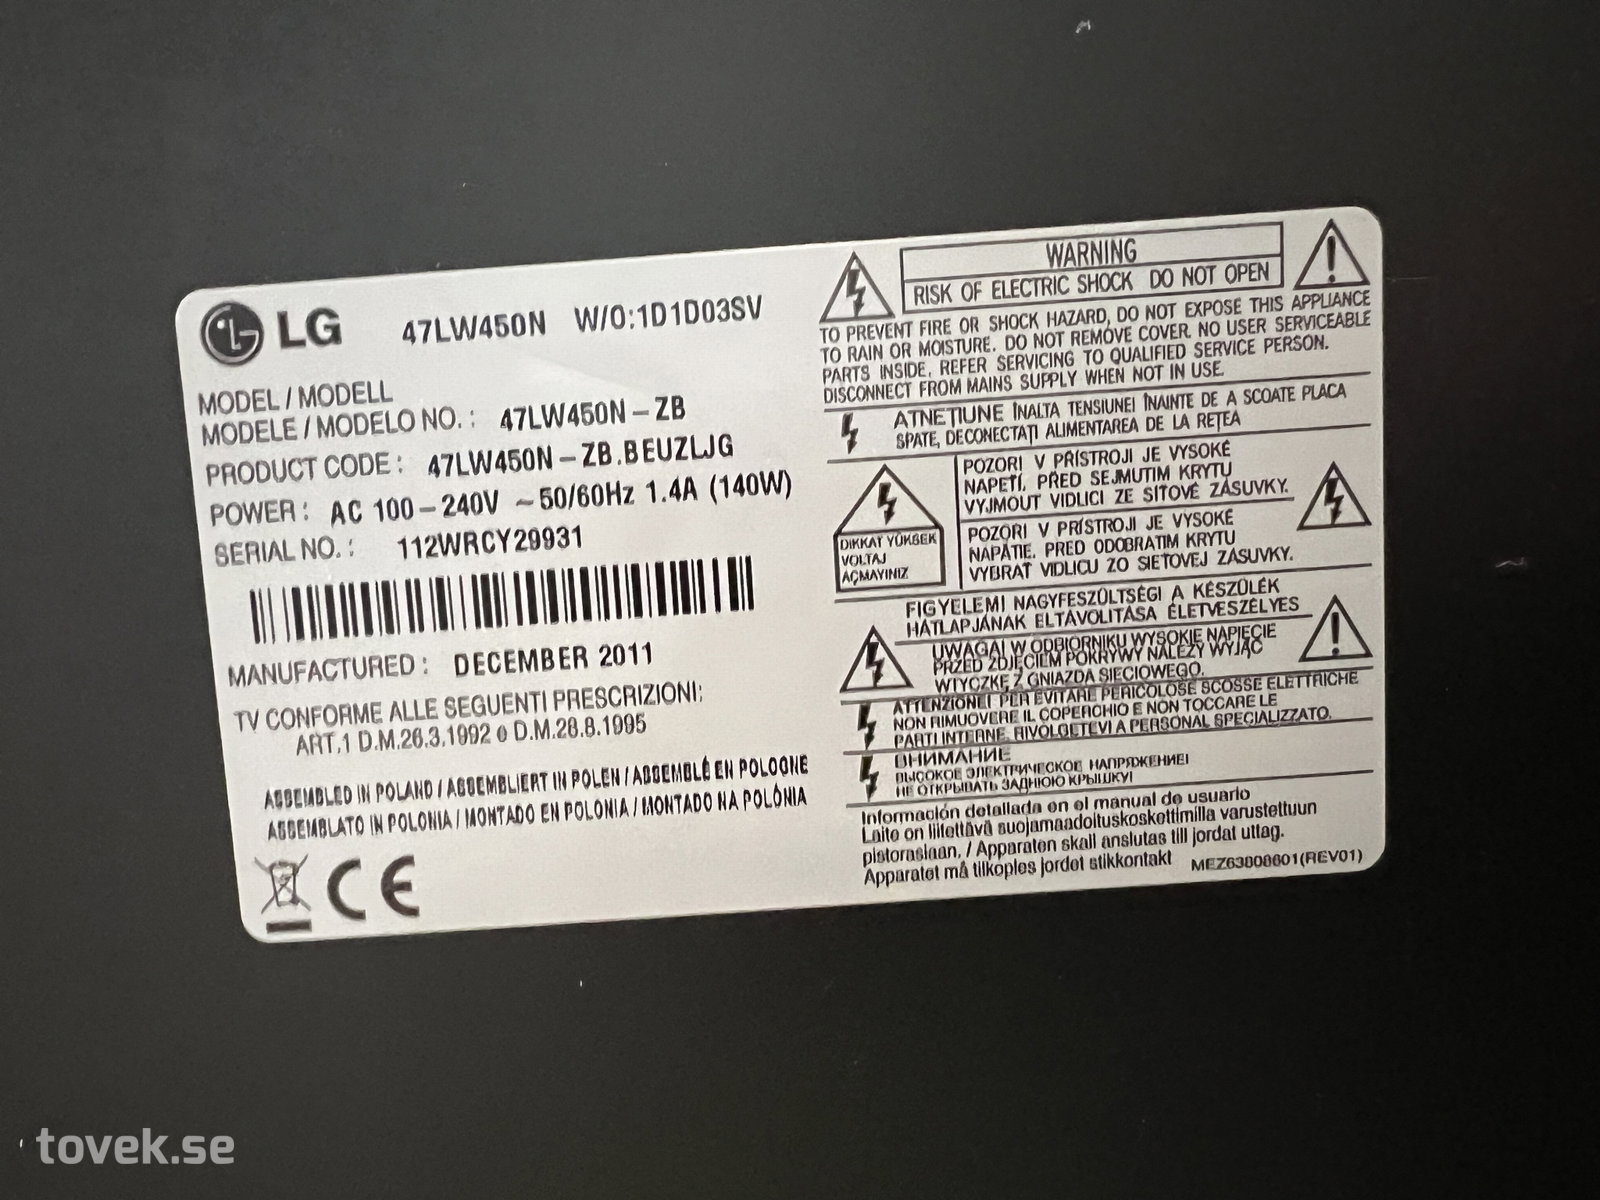 LG 47LW450N W/O:1D1D03SV
MODEL / MODELL
MODELE / MODELO NO. : 47LW450N - ZB
PRODUCT CODE : 47LW450N - ZB.BEUZLJG
POWER : AC 100 - 240V ~ 50/60Hz 1.4A (140W)
SERIAL NO. : 112WRCY29931
MANUFACTURED : DECEMBER 2011
TV CONFORME ALLE SEGUENTI PRESCRIZIONI:
ART.1 D.M.26.3.1992 e D.M.28.8.1995
ASSEMBLED IN POLAND / ASSEMBLIERT IN POLEN / ASSEMBLÉ EN POLOGNE
ASSEMBLATO IN POLONIA / MONTADO EN POLONIA / MONTADO NA POLÓNIA
CE
WARNING
RISK OF ELECTRIC SHOCK DO NOT OPEN
TO PREVENT FIRE OR SHOCK HAZARD, DO NOT EXPOSE THIS APPLIANCE
TO RAIN OR MOISTURE. DO NOT REMOVE COVER. NO USER SERVICEABLE
PARTS INSIDE. REFER SERVICING TO QUALIFIED SERVICE PERSON.
DISCONNECT FROM MAINS SUPPLY WHEN NOT IN USE.
ATNEȚIUNE ÎNALTA TENSIUNEI ÎNAINTE DE A SCOATE PLACA
SPATE, DECONECTAȚI ALIMENTAREA DE LA REȚEA
DIKKAT YÜKSEK
VOLTAJ
AÇMAYINIZ
POZOR! V PŘÍSTROJI JE VYSOKÉ
NAPETÍ, PŘED SEJMUTIM KRYTU
VYJMOUT VIDLICI ZE SÍŤOVÉ ZÁSUVKY.
POZOR! V PRÍSTROJI JE VYSOKÉ
NAPÄTIE. PRED ODOBRATIM KRYTU
VYBRAŤ VIDLICU ZO SIEŤOVEJ ZÁSUVKY.
FIGYELEM! NAGYFESZÜLTSÉG! A KÉSZÜLÉK
HÁTLAPJÁNAK ELTÁVOLITÁSA ÉLETVESZÉLYES
UWAGA! W ODBIORNIKU WYSOKIE NAPIĘCIE
PRZED ZDJĘCIEM POKRYWY NALEŻY WYJĄĆ
WTYCZKĘ Z GNIAZDA SIECIOWEGO.
ATTENZIONE! PER EVITARE PERICOLOSE SCOSSE ELETTRICHE
NON RIMUOVERE IL COPERCHIO E NON TOCCARE LE
PARTI INTERNE. RIVOLGETEVI A PERSONAL SPECIALIZZATO.
ВНИМАНИЕ
ВЫСОКОЕ ЭЛЕКТРИЧЕСКОЕ НАПРЯЖЕНИЕ!
НЕ ОТКРЫВАТЬ ЗАДНЮЮ КРЫШКУ!
Información detallada en el manual de usuario
Laite on liitettävä suojamaadoituskoskettimilla varustettuun
pistorasiaan. / Apparaten skall anslutas till jordat uttag.
Apparatet må tilkoples jordet stikkontakt MEZ63808601(REV01)
tovek.se